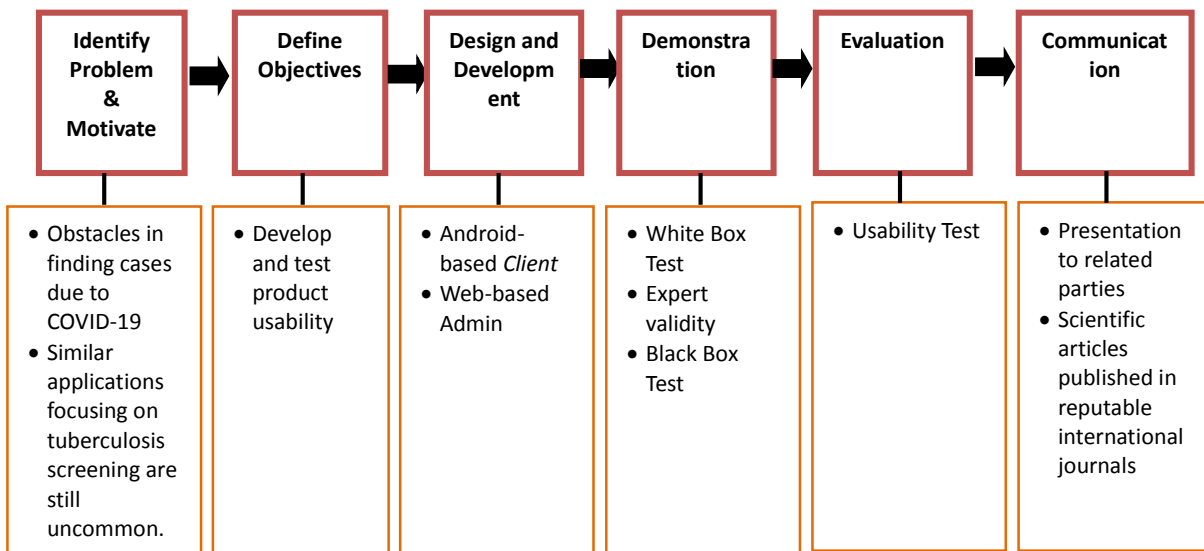 Identify
Problem
&
Motivate
Define
Objectives
Design and
Developm
ent
Demonstra
tion
Evaluation
Communicat
ion
• Obstacles in
finding cases
due to
COVID-19
• Similar
applications
focusing on
tuberculosis
screening are
still
uncommon.
• Develop
and test
product
usability
• Android-
based Client
• Web-based
Admin
• White Box
Test
• Expert
validity
• Black Box
Test
• Usability Test
• Presentation
to related
parties
• Scientific
articles
published in
reputable
international
journals